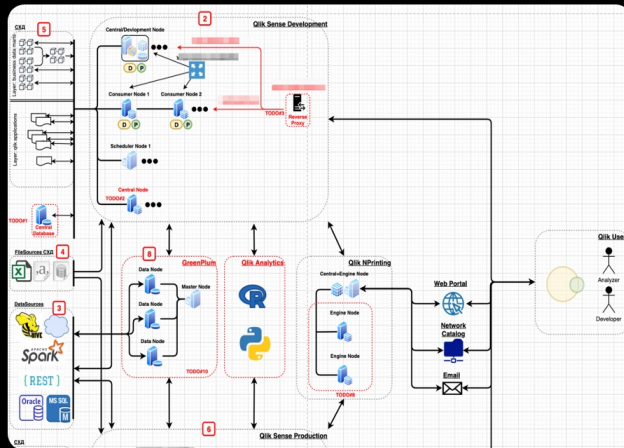 СХД
5
Layer: business data marts
Layer: qlik applications
TODO#1
Central
Database
2
Qlik Sense Development
Central/Devlopment Node
D P
Consumer Node 1
Consumer Node 2
D P
D P
TODO#3
Reverse
Proxy
Scheduler Node 1
Central Node
TODO#2
FileSources СХД
4
X
.a,
DataSources
3
HIVE
APACHE
Spark
{REST}
Oracle
MS SQL
M
СХД
8
GreenPlum
Data Node
Master Node
Data Node
Data Node
TODO#10
Qlik Analytics
R
Qlik NPrinting
Central+Engine Node
Engine Node
Engine Node
TODO#8
Web Portal
Network
Catalog
Email
Qlik Use
Analyzer
Developer
6
Qlik Sense Production